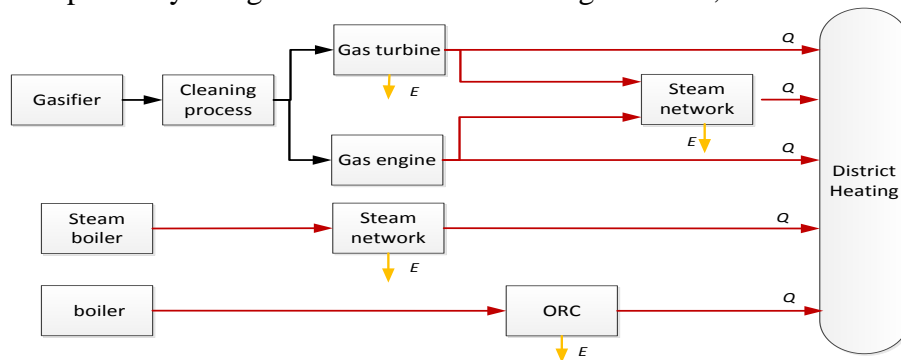 Gas turbine
Q
E
Gasifier
Cleaning
process
Steam
network
Q
E
Gas engine
Q
District
Heating
Steam
boiler
Steam
network
Q
E
boiler
ORC
Q
E